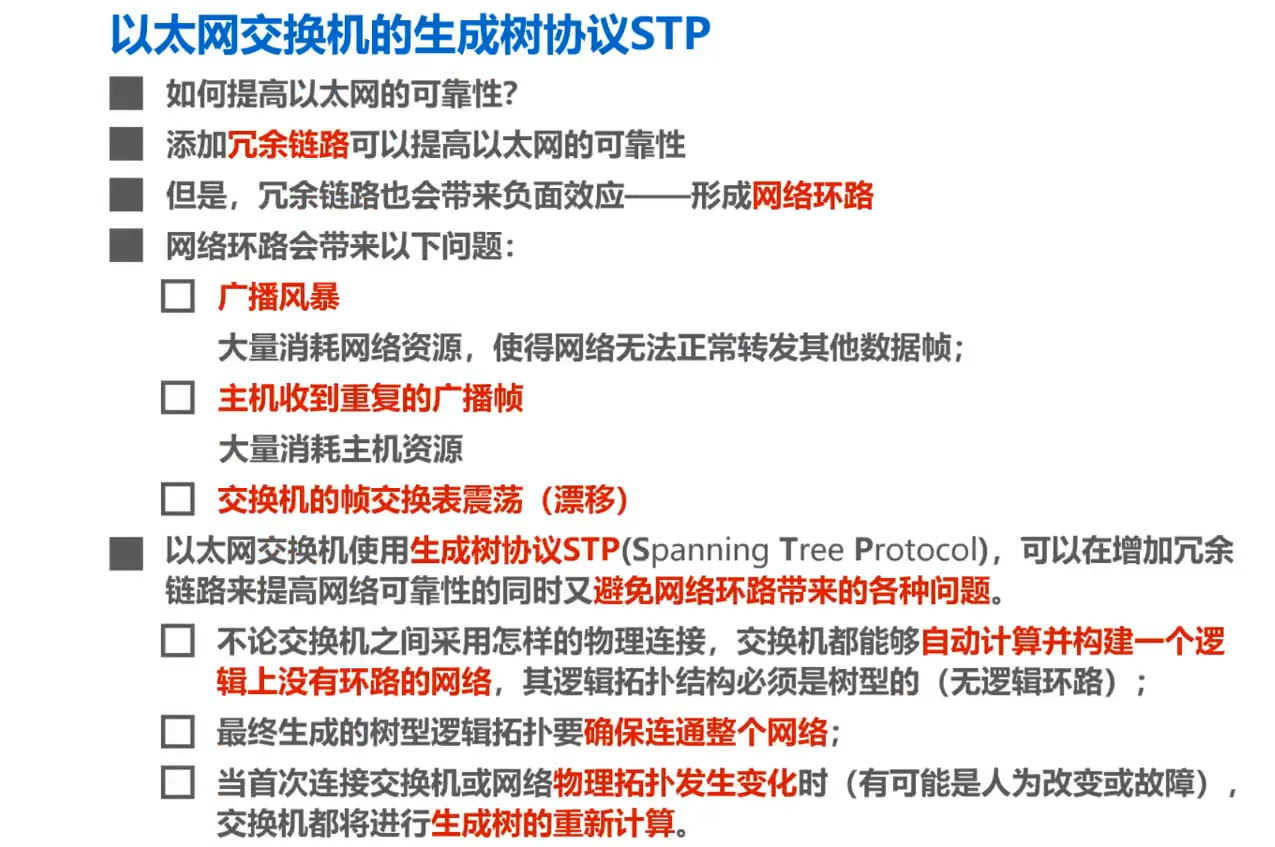 以太网交换机的生成树协议STP
如何提高以太网的可靠性?
添加冗余链路可以提高以太网的可靠性
但是，冗余链路也会带来负面效应——形成网络环路
网络环路会带来以下问题：
广播风暴
大量消耗网络资源，使得网络无法正常转发其他数据帧；
主机收到重复的广播帧
大量消耗主机资源
交换机的帧交换表震荡（漂移）
以太网交换机使用生成树协议STP(Spanning Tree Protocol)，可以在增加冗余
链路来提高网络可靠性的同时又避免网络环路带来的各种问题。
不论交换机之间采用怎样的物理连接，交换机都能够自动计算并构建一个逻
辑上没有环路的网络，其逻辑拓扑结构必须是树型的（无逻辑环路）；
最终生成的树型逻辑拓扑要确保连通整个网络；
当首次连接交换机或网络物理拓扑发生变化时（有可能是人为改变或故障），
交换机都将进行生成树的重新计算。